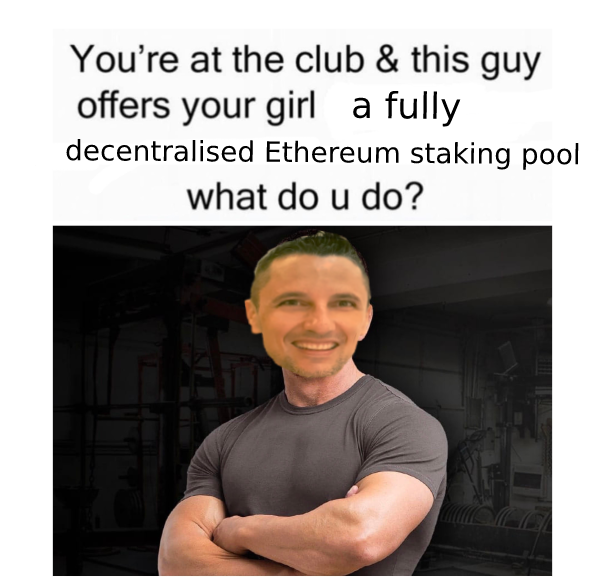 You’re at the club & this guy
offers your girl a fully
decentralised Ethereum staking pool
what do u do?